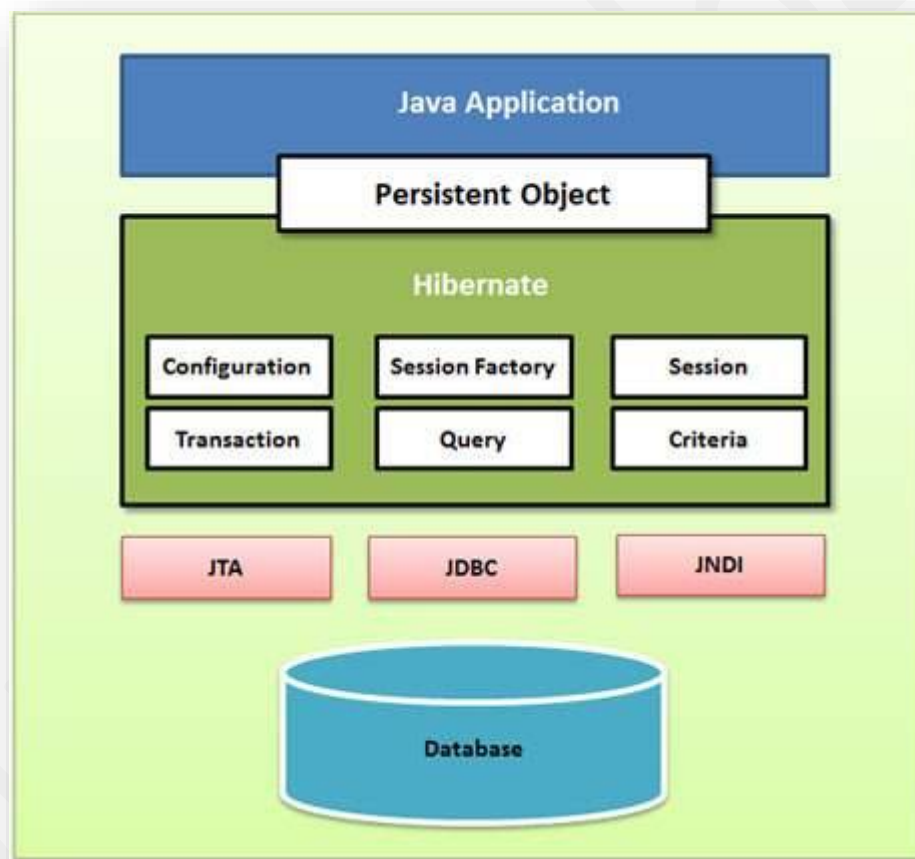 Java Application
Persistent Object
Hibernate
Configuration
Session Factory
Session
Transaction
Query
Criteria
JTA
JDBC
JNDI
Database